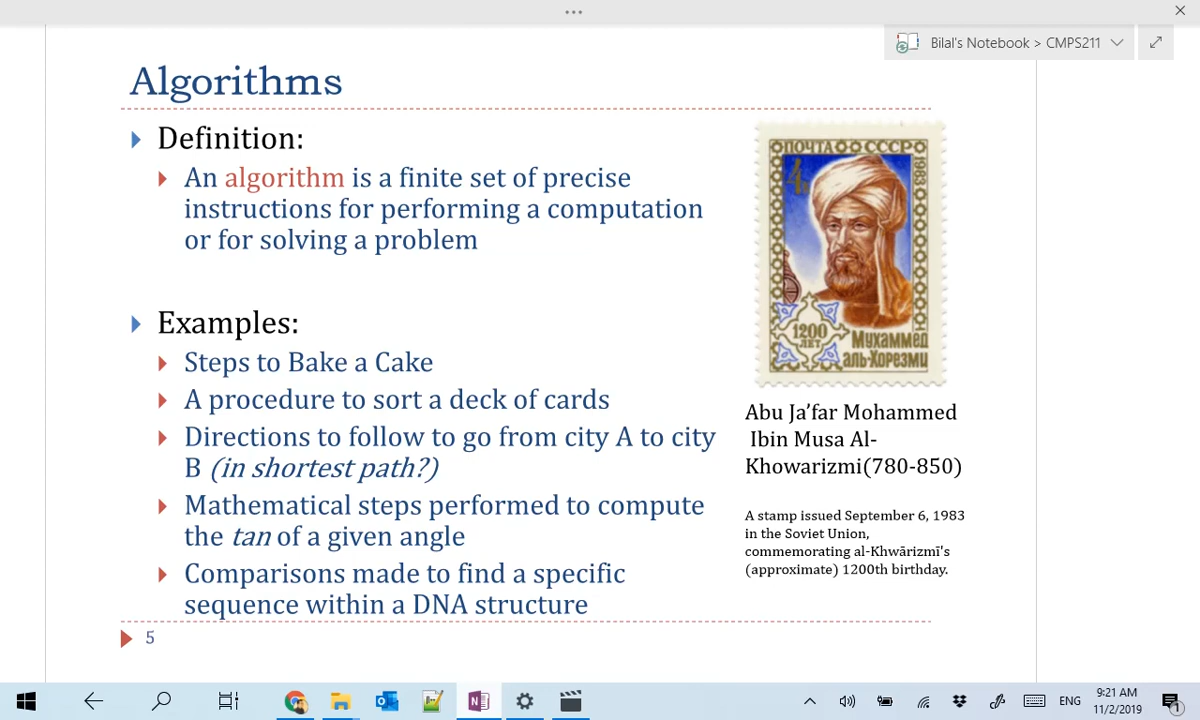 Bilal's Notebook > CMPS211
Algorithms
Definition:
An algorithm is a finite set of precise
instructions for performing a computation
or for solving a problem
Examples:
Steps to Bake a Cake
A procedure to sort a deck of cards
Directions to follow to go from city A to city
B (in shortest path?)
Mathematical steps performed to compute
the tan of a given angle
Comparisons made to find a specific
sequence within a DNA structure
5
ПОЧТА СССР
1983
4к
1200
ЛЕТ
Мухаммед
аль-Хорезми
Abu Ja’far Mohammed
Ibin Musa Al-
Khowarizmi(780-850)
A stamp issued September 6, 1983
in the Soviet Union,
commemorating al-Khwārizmī's
(approximate) 1200th birthday.
ENG
9:21 AM
11/2/2019
1